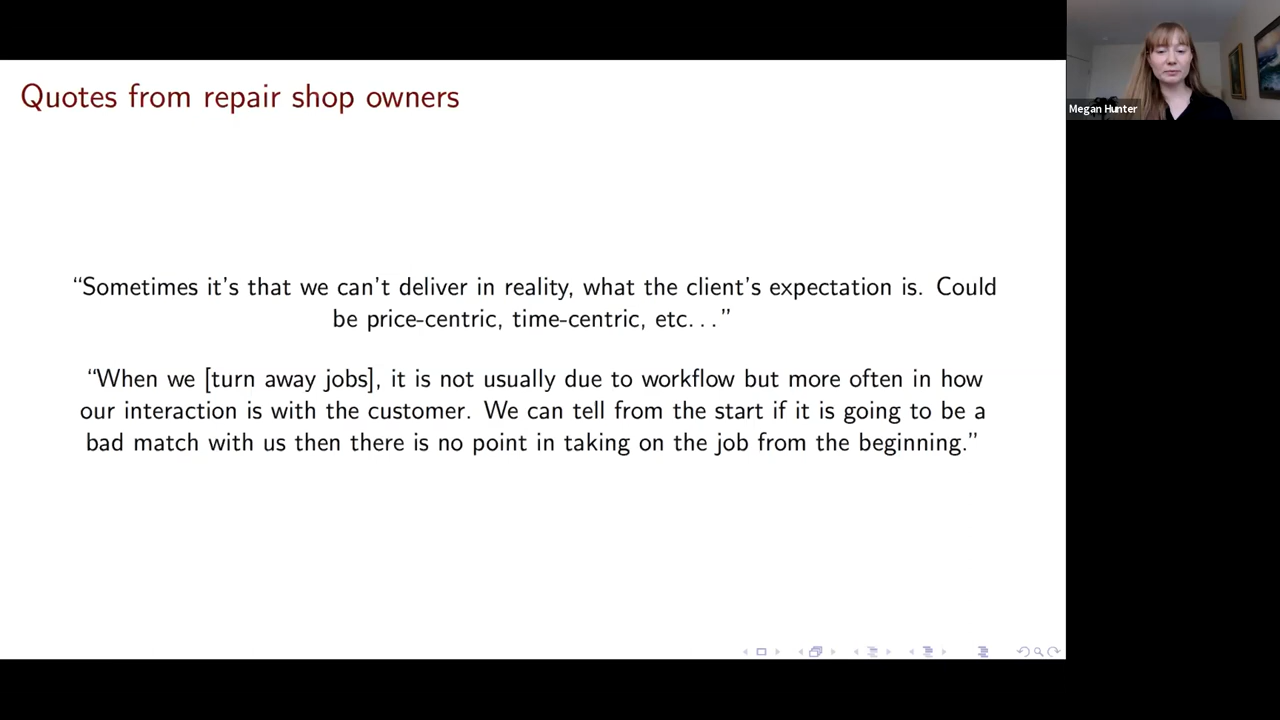 Quotes from repair shop owners
Megan Hunter
“Sometimes it’s that we can’t deliver in reality, what the client’s expectation is. Could
be price-centric, time-centric, etc. . . ”
“When we [turn away jobs], it is not usually due to workflow but more often in how
our interaction is with the customer. We can tell from the start if it is going to be a
bad match with us then there is no point in taking on the job from the beginning.”